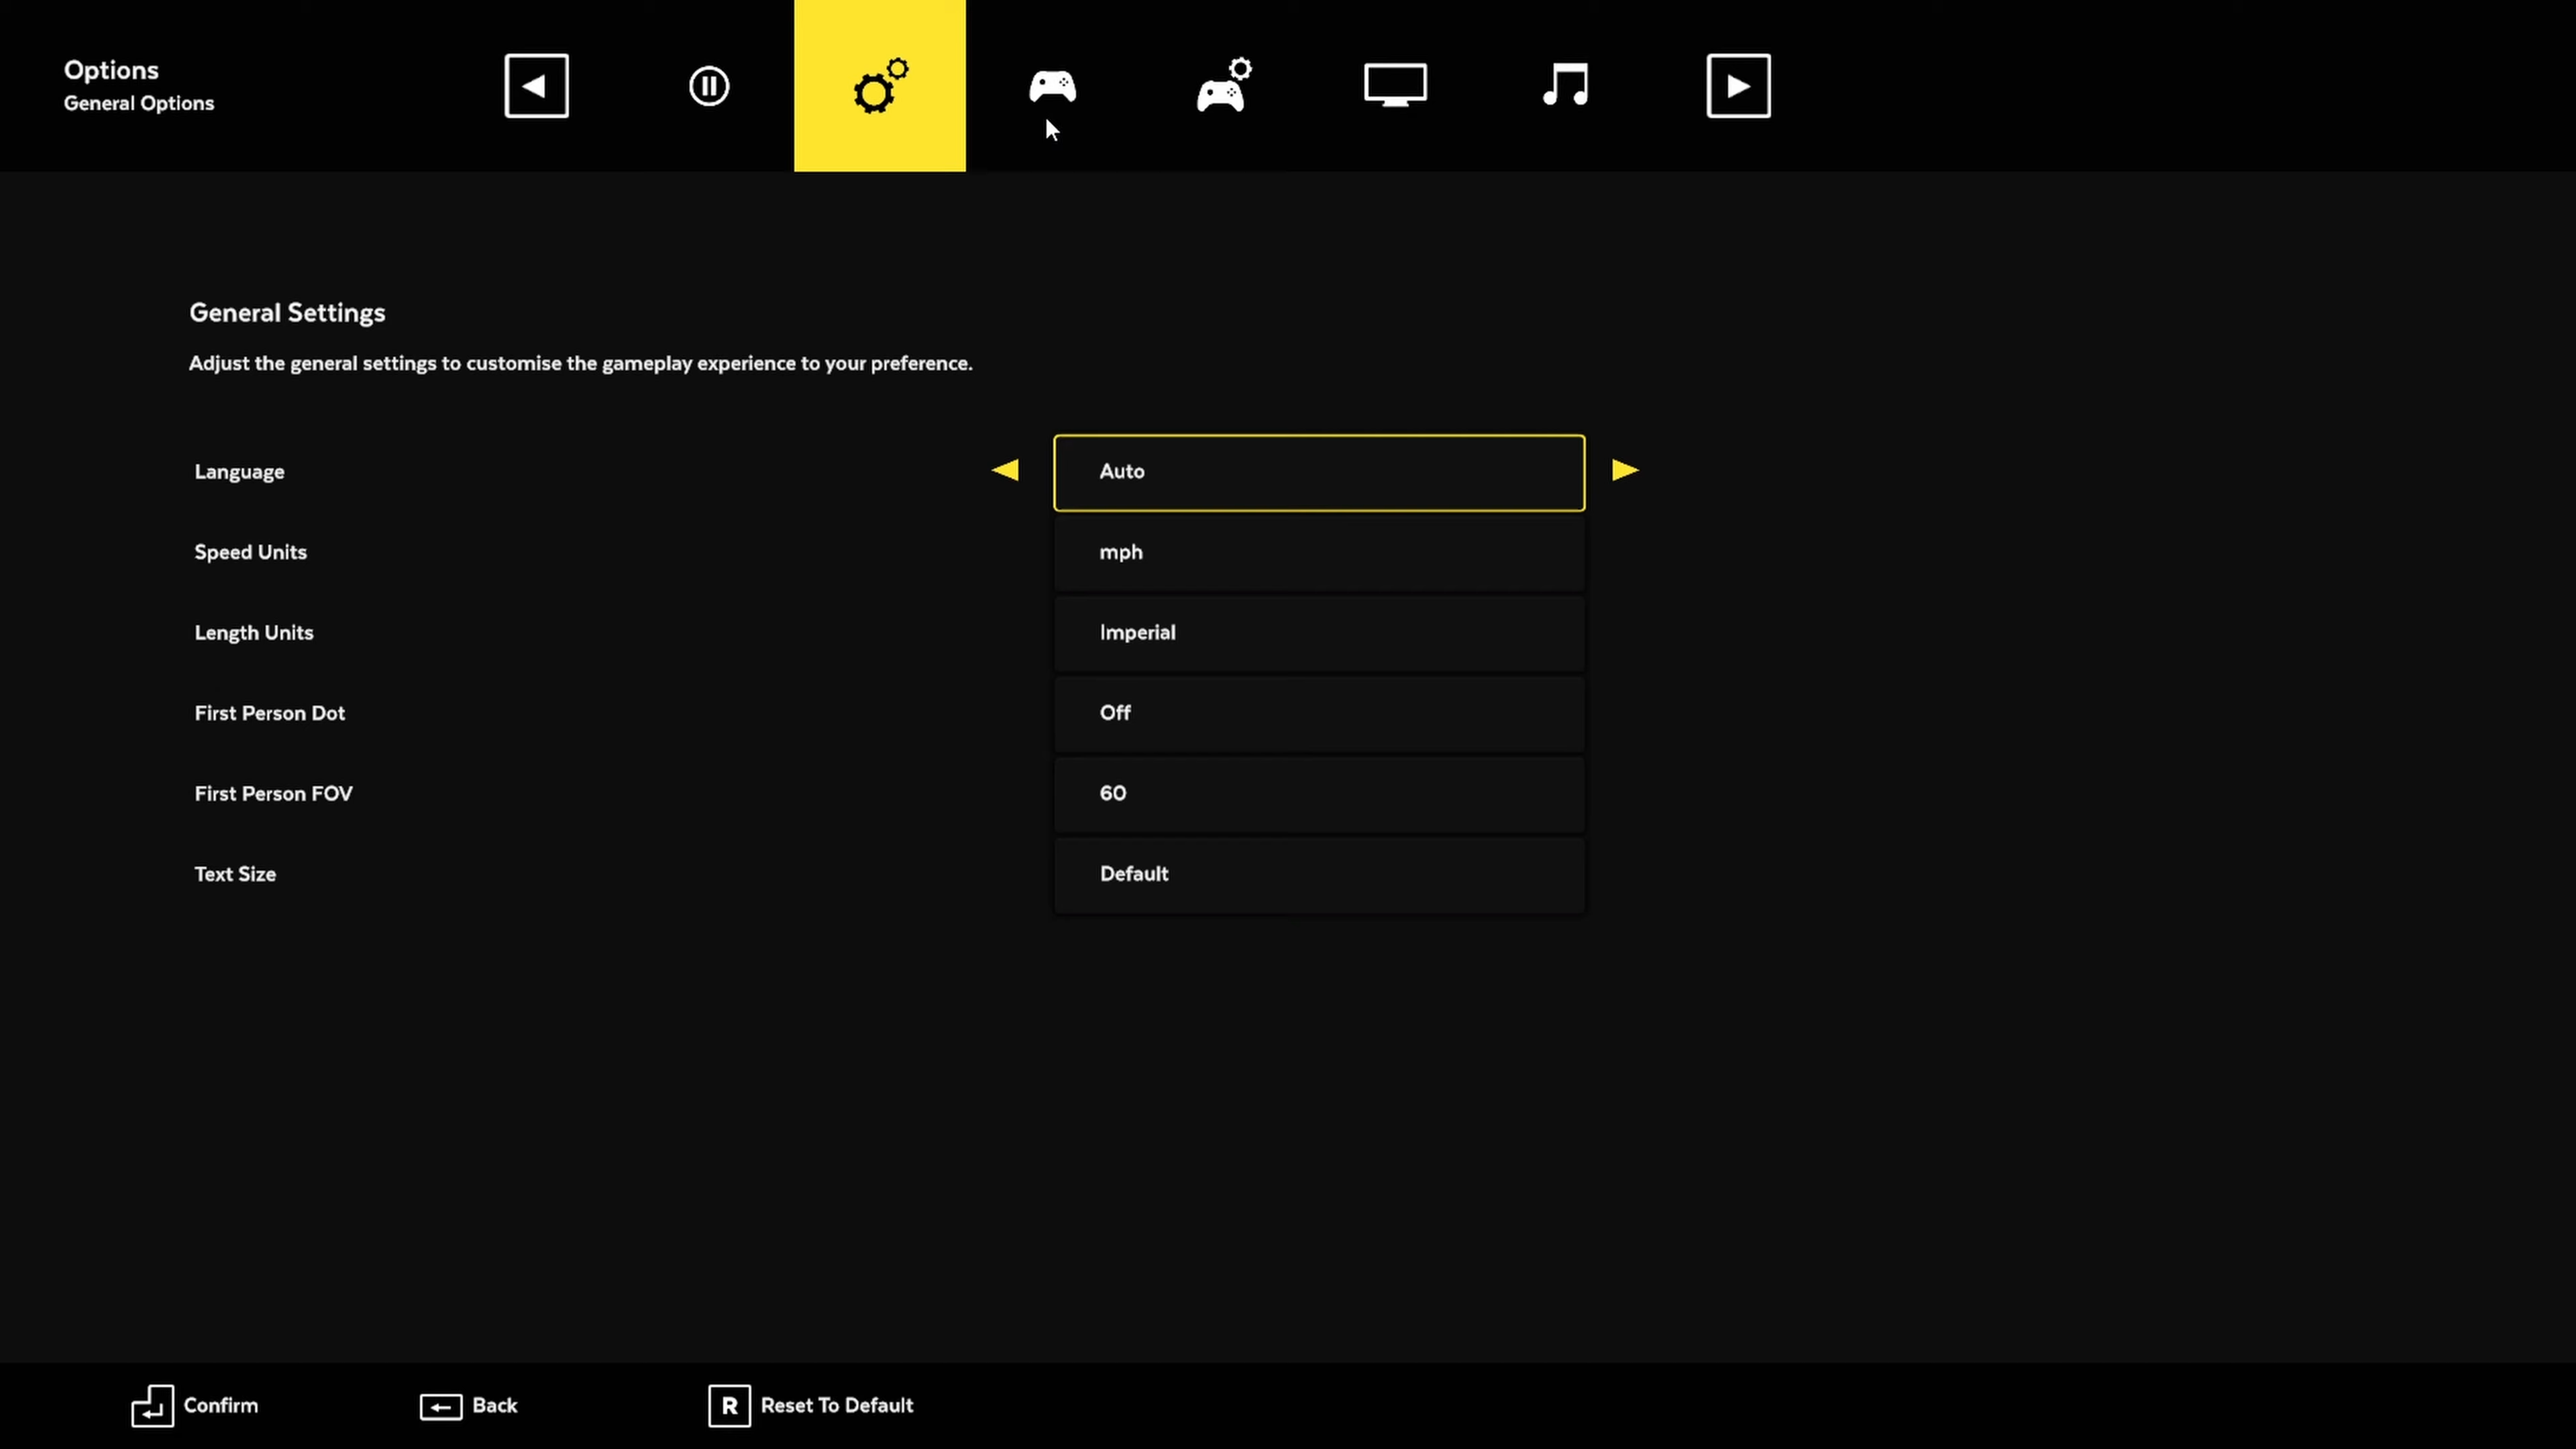 Options
General Options
General Settings
Adjust the general settings to customise the gameplay experience to your preference.
Language Auto
Speed Units mph
Length Units Imperial
First Person Dot Off
First Person FOV 60
Text Size Default
Confirm Back R Reset To Default